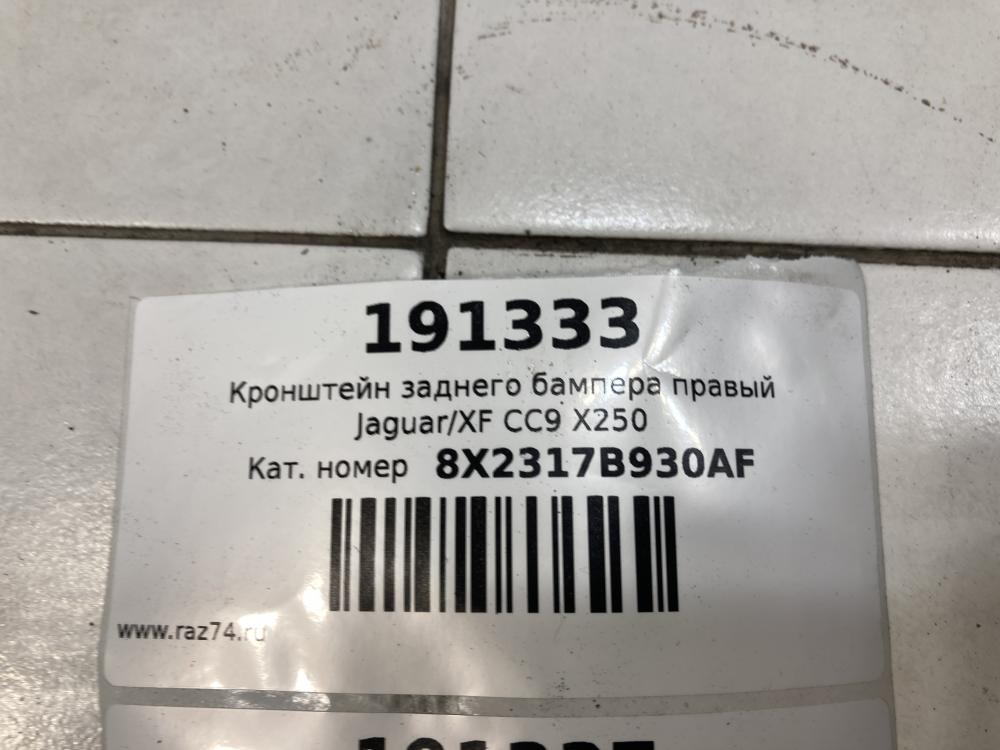 191333
Кронштейн заднего бампера правый
Jaguar/XF CC9 X250
Кат. номер 8X2317B930AF
www.raz74.ru